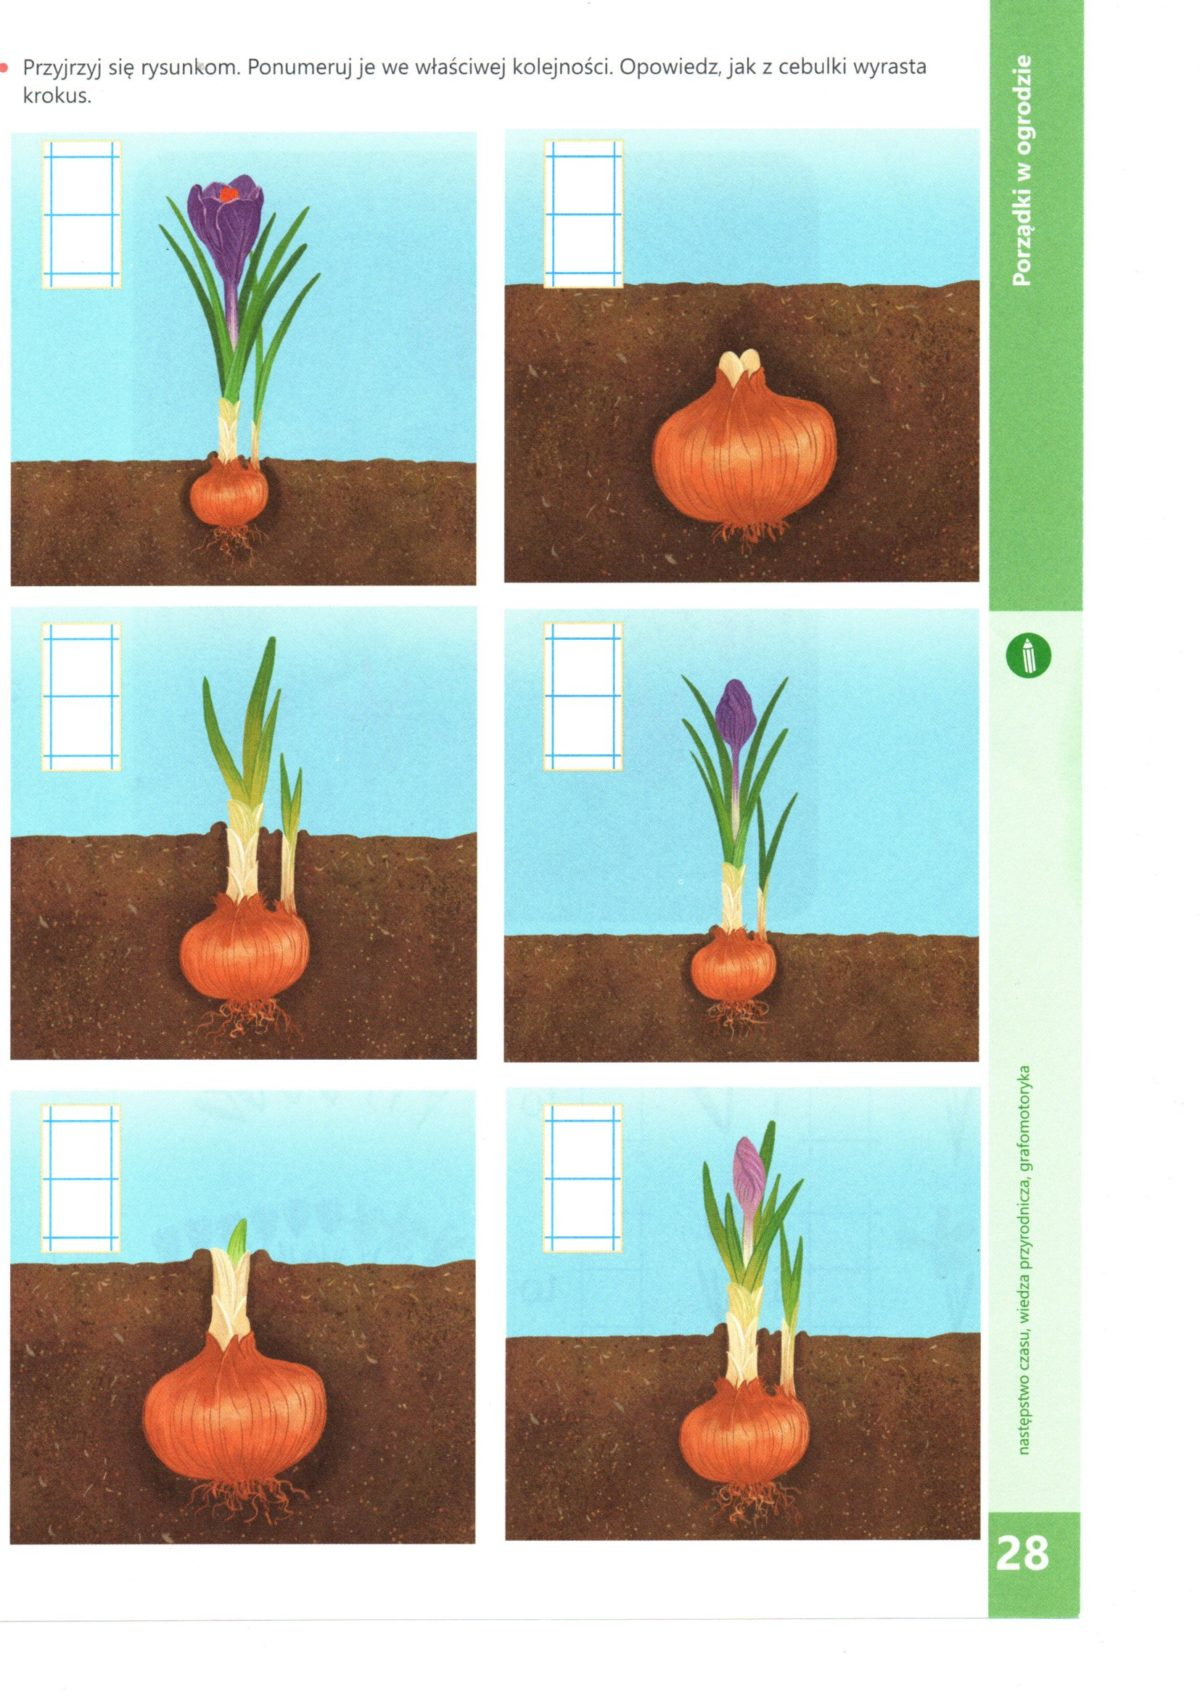 Przyjrzyj się rysunkom. Ponumeruj je we właściwej kolejności. Opowiedz, jak z cebulki wyrasta
krokus.
Porządki w ogrodzie
następstwo czasu, wiedza przyrodnicza, grafomotoryka
28